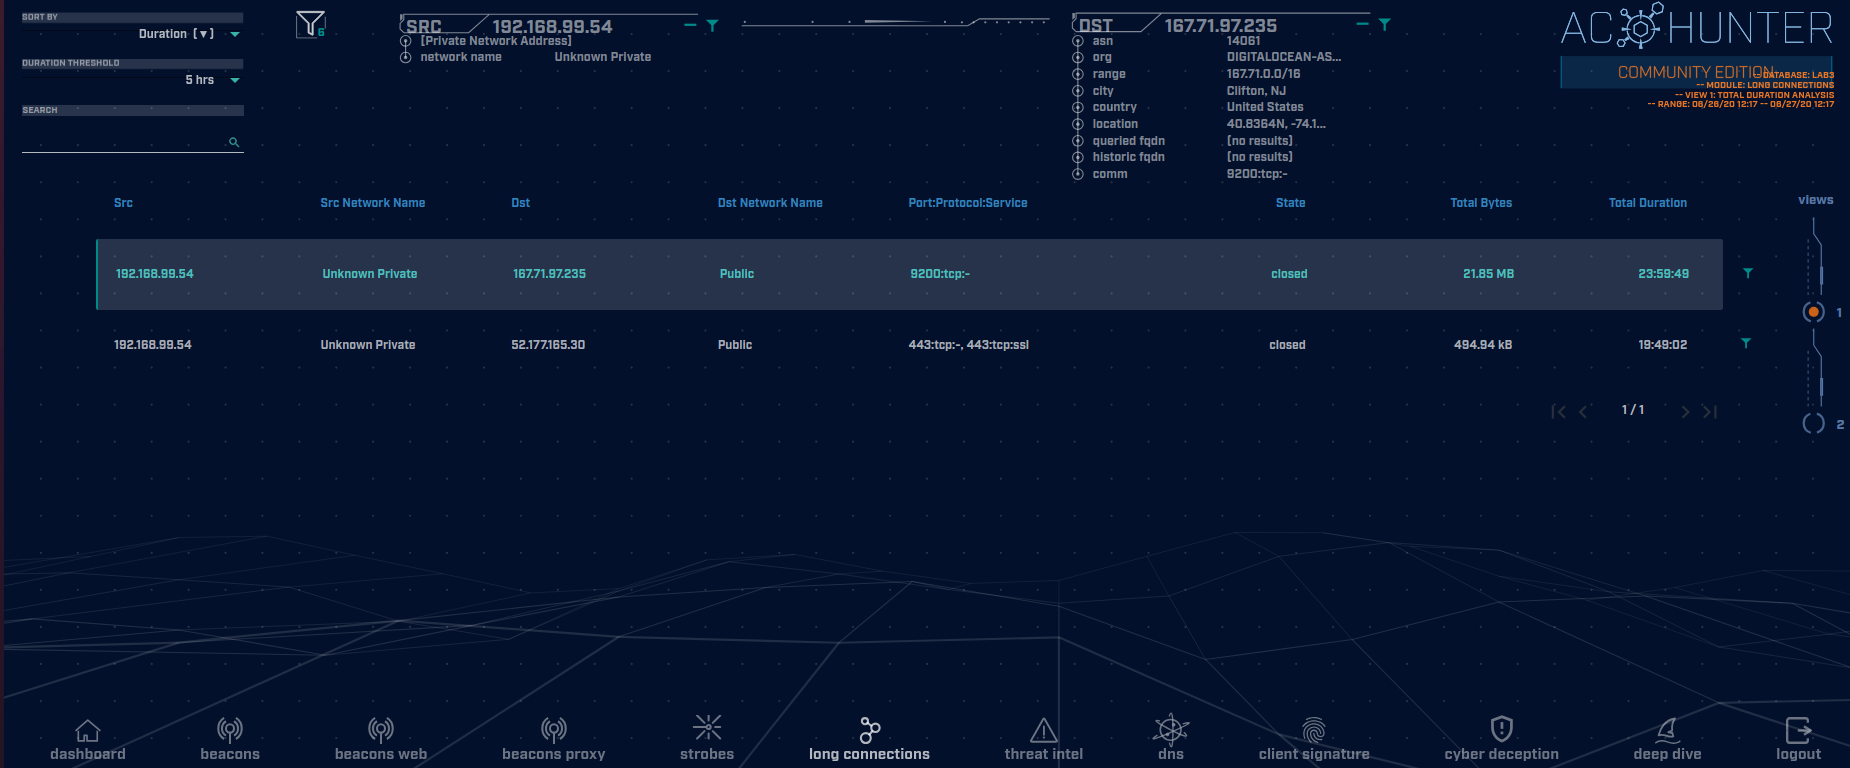 SORT BY
Duration [▼]
DURATION THRESHOLD
5 hrs
SEARCH
6
SRC 192.168.99.54
[Private Network Address]
network name Unknown Private
DST 167.71.97.235
asn 14061
org DIGITALOCEAN-AS...
range 167.71.0.0/16
city Clifton, NJ
country United States
location 40.8364N, -74.1...
queried fqdn [no results]
historic fqdn [no results]
comm 9200:tcp:-
AC HUNTER
COMMUNITY EDITION
-- DATABASE: LAB3
-- MODULE: LONG CONNECTIONS
-- VIEW 1: TOTAL DURATION ANALYSIS
-- RANGE: 06/26/20 12:17 -- 06/27/20 12:17
Src Src Network Name Dst Dst Network Name Port:Protocol:Service State Total Bytes Total Duration
192.168.99.54 Unknown Private 167.71.97.235 Public 9200:tcp:- closed 21.85 MB 23:59:49
192.168.99.54 Unknown Private 52.177.165.30 Public 443:tcp:-, 443:tcp:ssl closed 494.94 kB 19:49:02
1 / 1
views
1
2
dashboard beacons beacons web beacons proxy strobes long connections threat intel dns client signature cyber deception deep dive logout